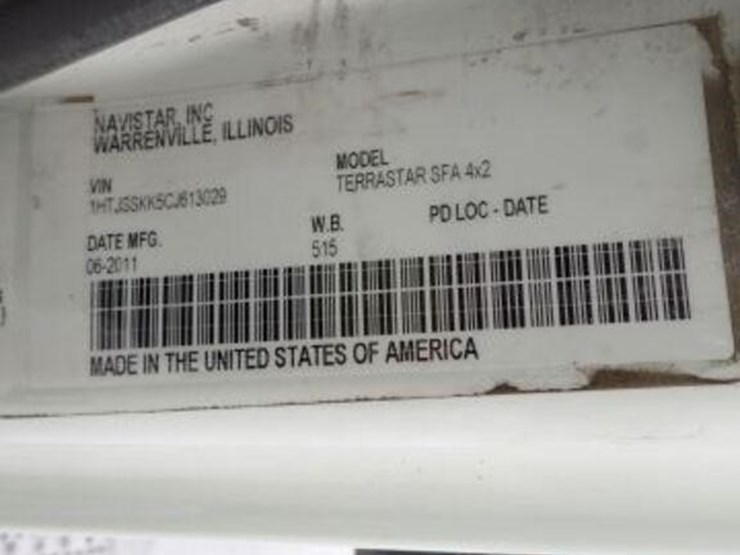 NAVISTAR, INC
WARRENVILLE, ILLINOIS
VIN
1HTJSSKK5CJ613029
MODEL
TERRASTAR SFA 4x2
DATE MFG.
06-2011
W.B.
515
PD LOC - DATE
MADE IN THE UNITED STATES OF AMERICA